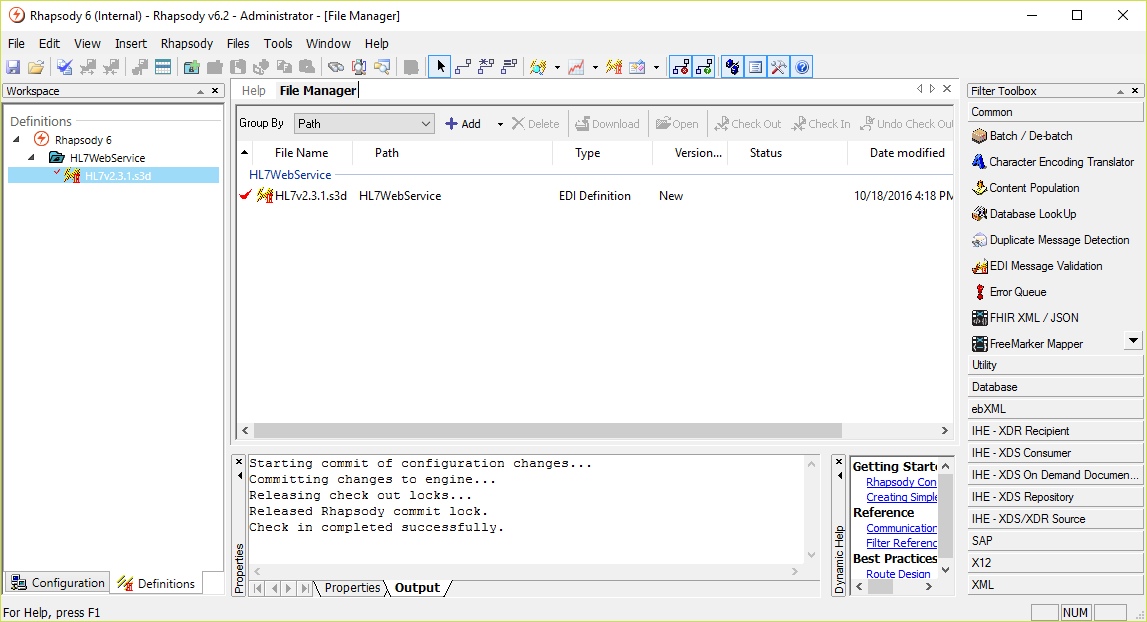 Rhapsody 6 (Internal) - Rhapsody v6.2 - Administrator - [File Manager]
File Edit View Insert Rhapsody Files Tools Window Help
Workspace
Definitions
Rhapsody 6
HL7WebService
HL7v2.3.1.s3d
Configuration Definitions
Help File Manager
Group By Path Add Delete Download Open Check Out Check In Undo Check Out
File Name Path Type Version... Status Date modified
HL7WebService
HL7v2.3.1.s3d HL7WebService EDI Definition New 10/18/2016 4:18 PM
Properties
Starting commit of configuration changes...
Committing changes to engine...
Releasing check out locks...
Released Rhapsody commit lock.
Check in completed successfully.
Properties Output
Dynamic Help
Getting Starte
Rhapsody Con
Creating Simple
Reference
Communication
Filter Referenc
Best Practices
Route Design
Filter Toolbox
Common
Batch / De-batch
Character Encoding Translator
Content Population
Database LookUp
Duplicate Message Detection
EDI Message Validation
Error Queue
FHIR XML / JSON
FreeMarker Mapper
Utility
Database
ebXML
IHE - XDR Recipient
IHE - XDS Consumer
IHE - XDS On Demand Documen...
IHE - XDS Repository
IHE - XDS/XDR Source
SAP
X12
XML
For Help, press F1
NUM